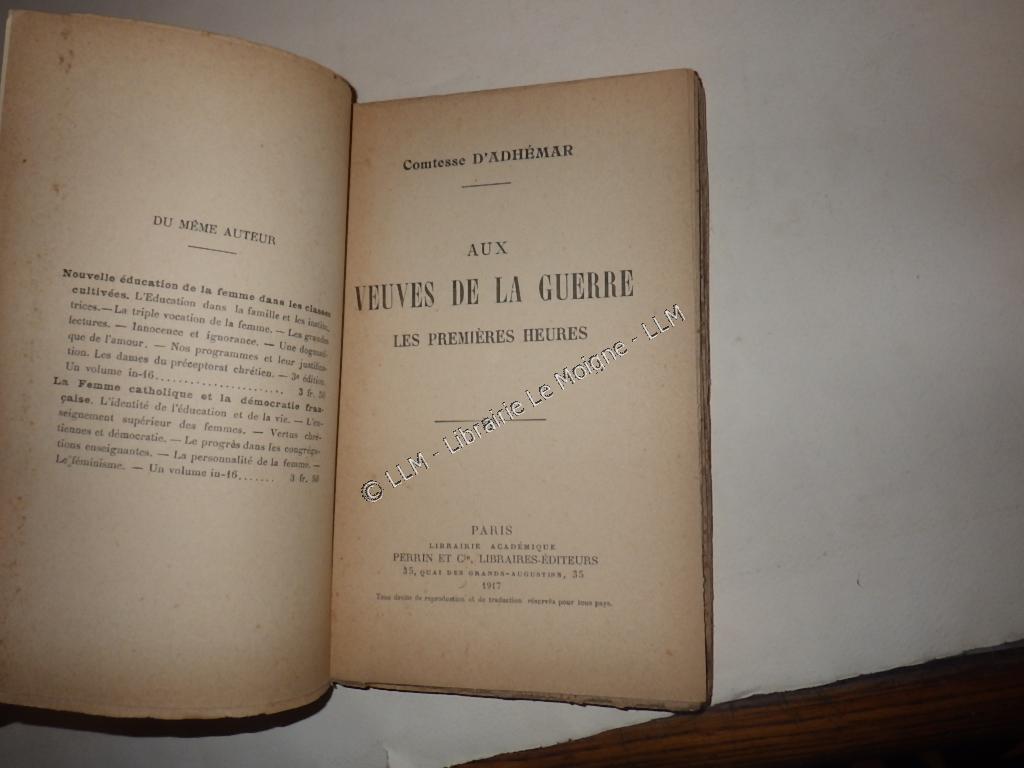 DU MÊME AUTEUR
Nouvelle éducation de la femme dans les classes
cultivées. L'Education dans la famille et les institu-
trices.—La triple vocation de la femme. — Les grandes
lectures. — Innocence et ignorance. — Une dogmati-
que de l'amour. — Nos programmes et leur justifica-
tion. Les dames du préceptorat chrétien. — 3e édition.
Un volume in-16....................... 3 fr. 50
La Femme catholique et la démocratie fran-
çaise. L'identité de l'éducation et de la vie. — L'en-
seignement supérieur des femmes. — Vertus chré-
tiennes et démocratie. — Le progrès dans les congréga-
tions enseignantes. — La personnalité de la femme. —
Le féminisme. — Un volume in-16....... 3 fr. 50
Comtesse D'ADHÉMAR
AUX
VEUVES DE LA GUERRE
LES PREMIÈRES HEURES
© LLM - Librairie Le Moigne - LLM
PARIS
LIBRAIRIE ACADÉMIQUE
PERRIN ET Cie, LIBRAIRES-ÉDITEURS
35, QUAI DES GRANDS-AUGUSTINS, 35
1917
Tous droits de reproduction et de traduction réservés pour tous pays.